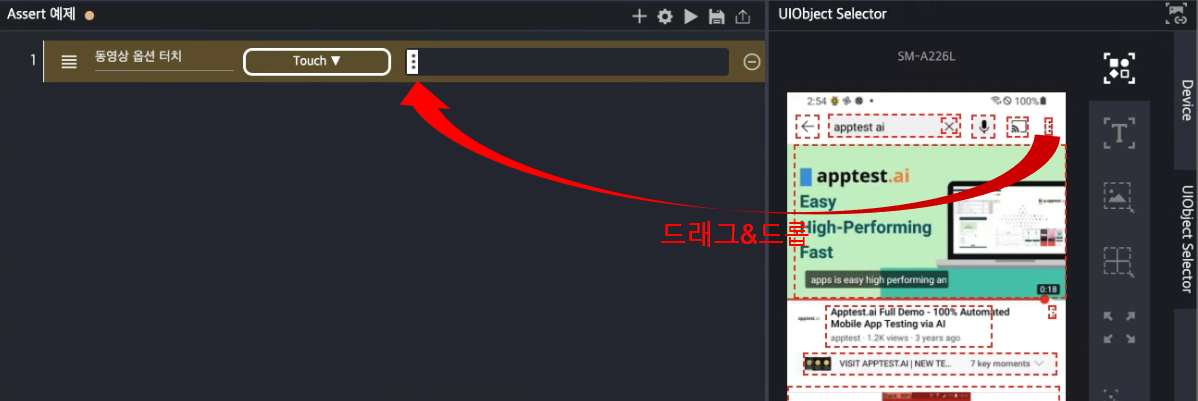 Assert 예제
UIObject Selector
1
동영상 옵션 터치
Touch ▼
SM-A226L
Device
UIObject Selector
2:54
100%
apptest ai
apptest.ai
Easy
High-Performing
Fast
apps is easy high performing an
0:18
드래그&드롭
Apptest.ai Full Demo - 100% Automated
Mobile App Testing via AI
apptest · 1.2K views · 3 years ago
VISIT APPTEST.AI | NEW TE...
7 key moments
T